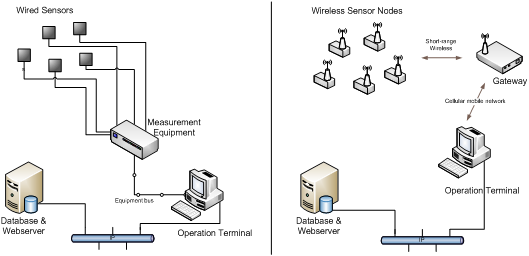 Wired Sensors
Measurement
Equipment
Equipment bus
Database &
Webserver
Operation Terminal
IP
Wireless Sensor Nodes
Short-range
Wireless
Gateway
Cellular mobile network
Operation Terminal
Database &
Webserver
IP